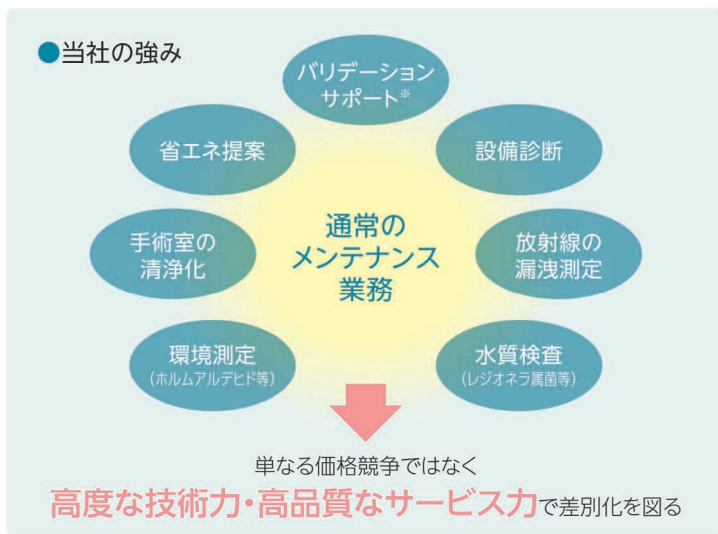 ●当社の強み
バリデーション
サポート※
省エネ提案
設備診断
手術室の
清浄化
通常の
メンテナンス
業務
放射線の
漏洩測定
環境測定
(ホルムアルデヒド等)
水質検査
(レジオネラ属菌等)
単なる価格競争ではなく
高度な技術力・高品質なサービス力で差別化を図る